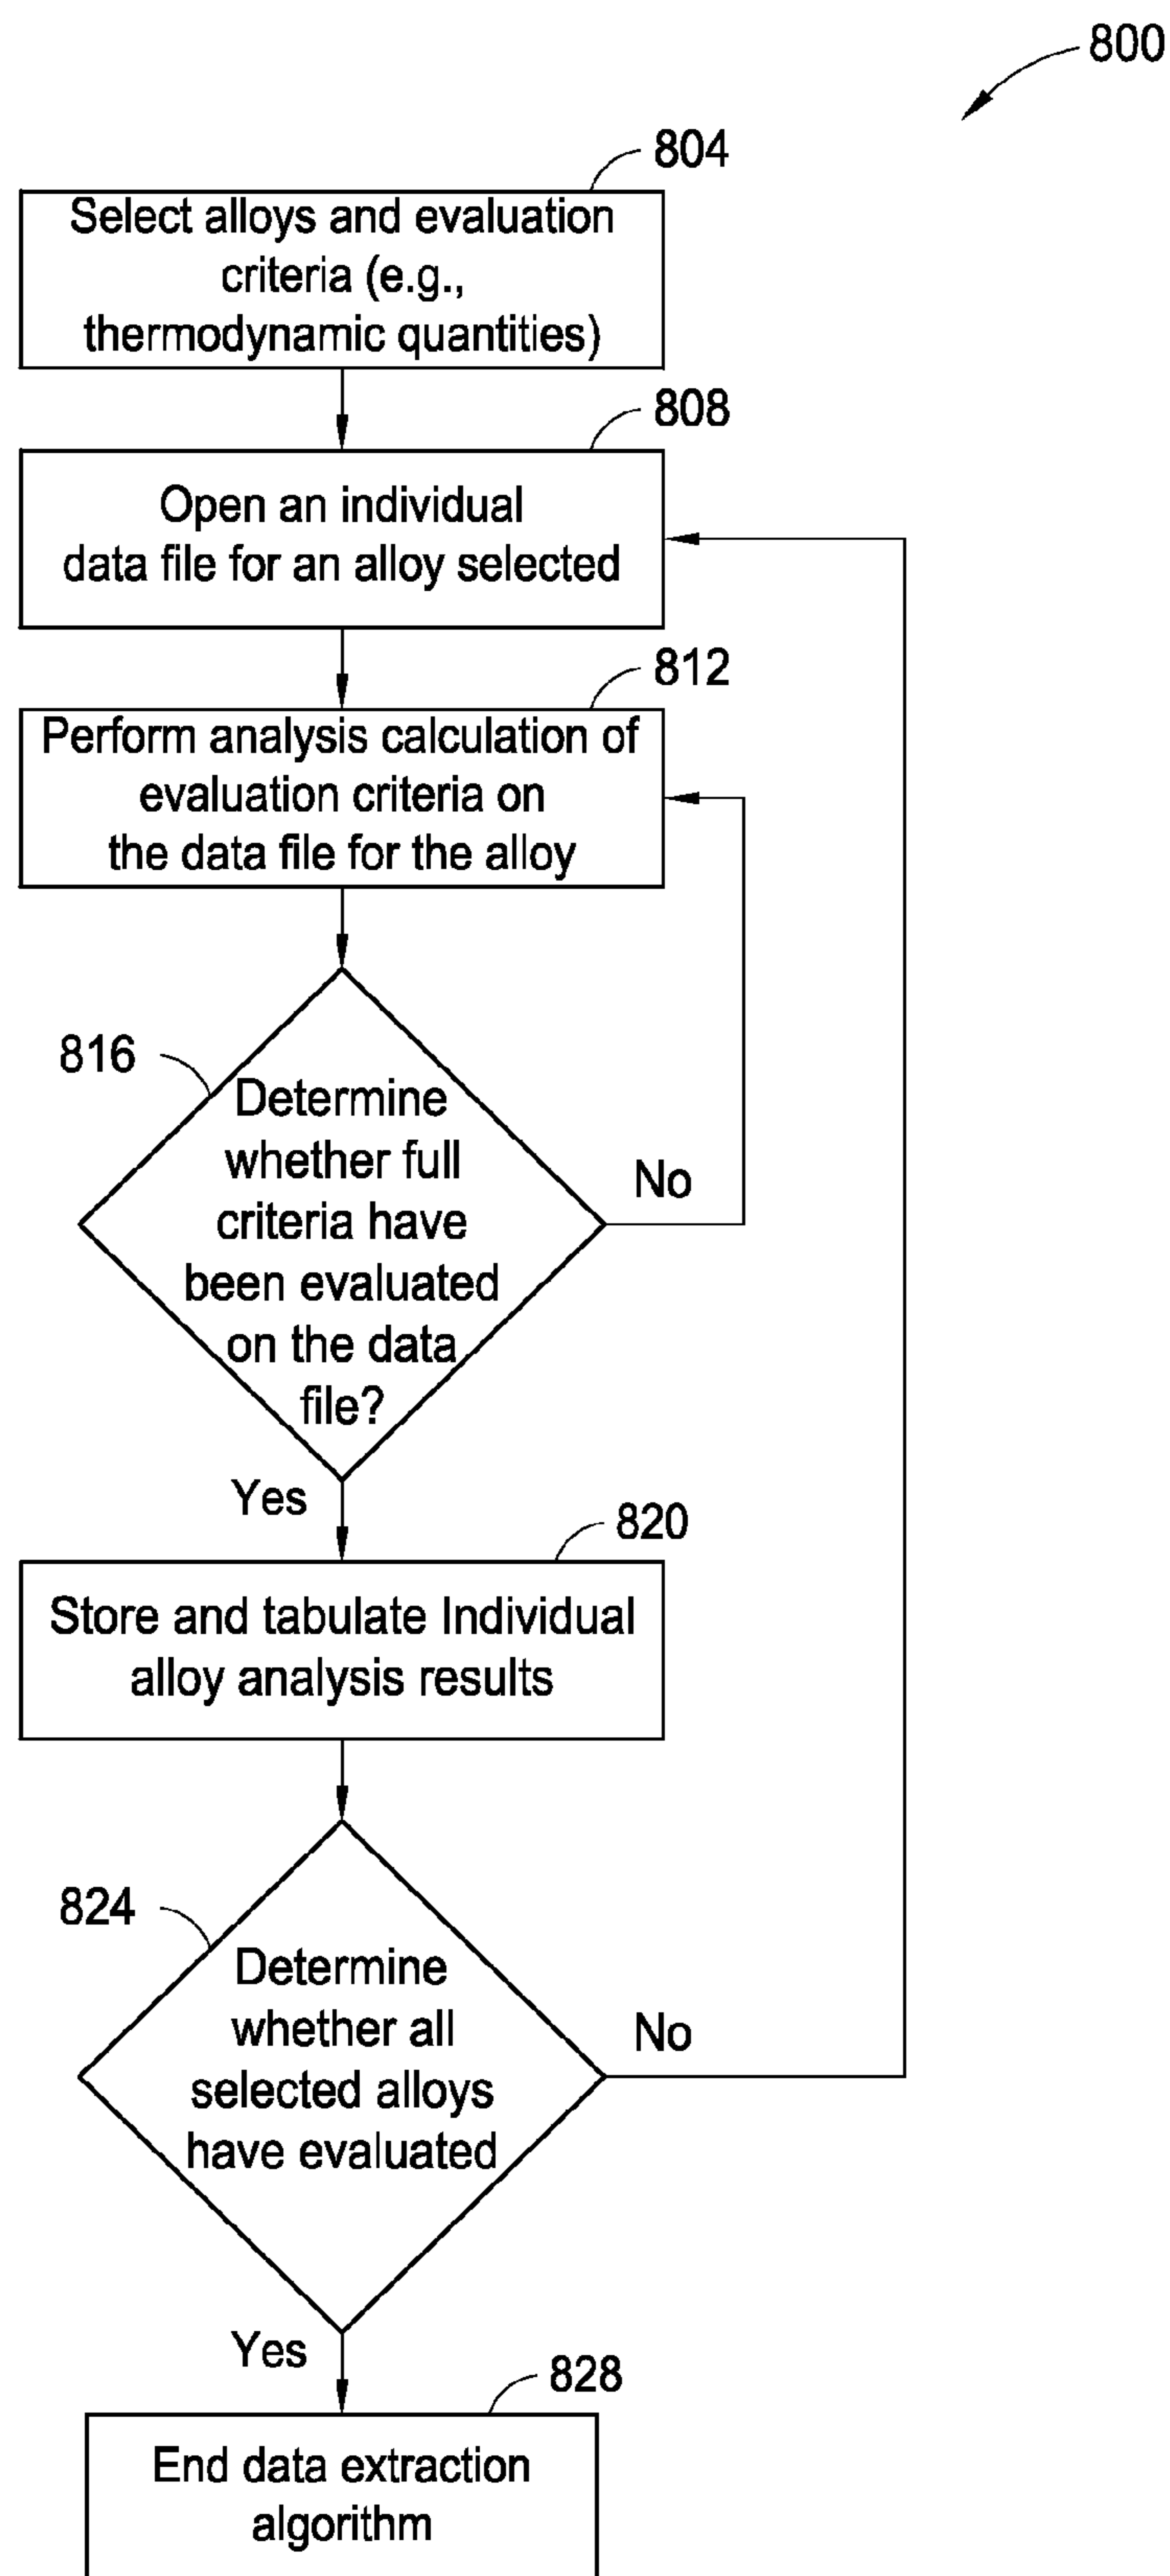 800
804
Select alloys and evaluation
criteria (e.g.,
thermodynamic quantities)
808
Open an individual
data file for an alloy selected
812
Perform analysis calculation of
evaluation criteria on
the data file for the alloy
816
Determine
whether full
criteria have
been evaluated
on the data
file?
No
Yes
820
Store and tabulate Individual
alloy analysis results
824
Determine
whether all
selected alloys
have evaluated
No
Yes
828
End data extraction
algorithm